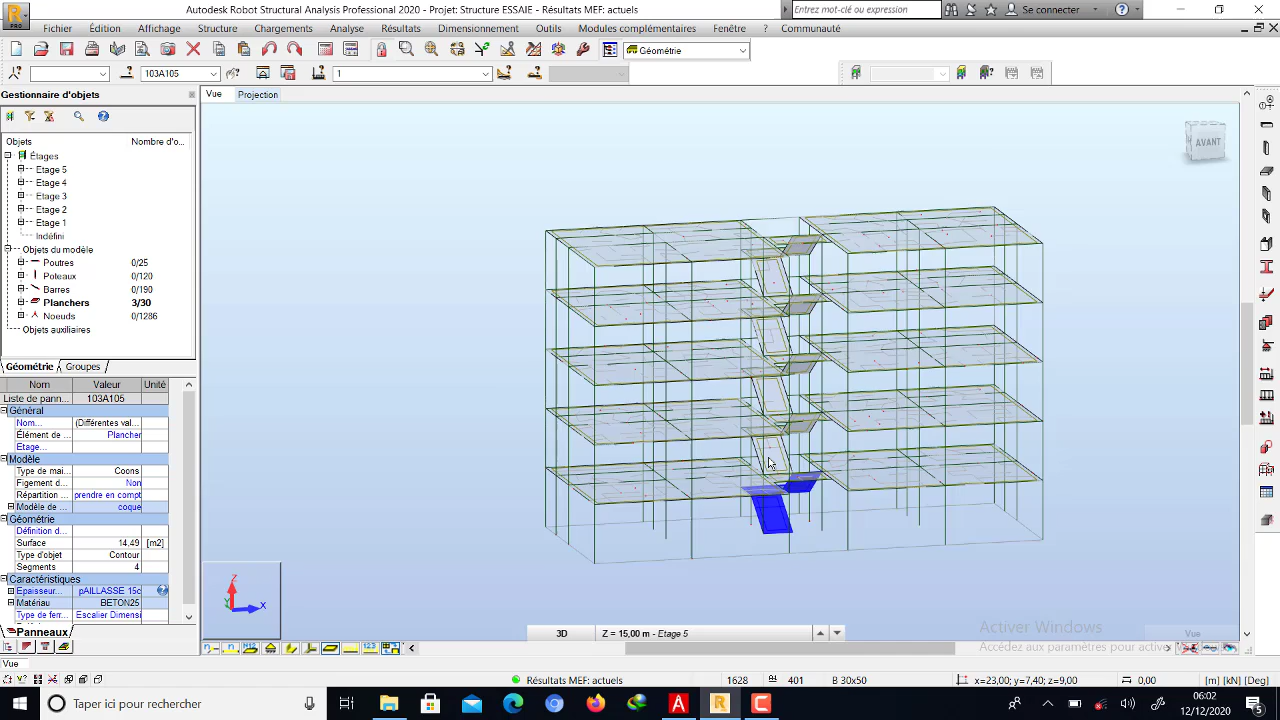 Autodesk Robot Structural Analysis Professional 2020 - Projet: Structure ESSAIE - Résultats MEF: actuels
Entrez mot-clé ou expression
Se connecter
PRO
Fichier Édition Affichage Structure Chargements Analyse Résultats Dimensionnement Outils Modules complémentaires Fenêtre ? Communauté
Géométrie
103A105
1
Gestionnaire d'objets
Vue Projection
Objets Nombre d'o...
Étages
Etage 5
Etage 4
Etage 3
Etage 2
Etage 1
Indéfini
Objets du modèle
Poutres 0/25
Poteaux 0/120
Barres 0/190
Planchers 3/30
Noeuds 0/1286
Objets auxiliaires
AVANT
Géométrie Groupes
Nom Valeur Unité
Liste de pann... 103A105
Général
Nom... (Différentes valeu
Élément de ... Plancher
Etage...
Modèle
Type de mai... Coons
Figement d... Non
Répartition ... prendre en compt
Modèle de ... coque
Géométrie
Définition d...
Surface 14,49 [m2]
Type d'objet Contour
Segments 4
Caractéristiques
Epaisseur... pAILLASSE 15c
Matériau BETON25
Type de ferr... Escalier Dimensi
Panneaux
Z
Y
X
3D Z = 15,00 m - Etage 5
Activer Windows
Accédez aux paramètres pour activer Windows.
Vue
Vue
Résultats MEF: actuels 1628 401 B 30x50 x=23,00; y=7,40; z=9,00 0,00 [m] [kN] [Deg]
Taper ici pour rechercher
06:02
12/12/2020